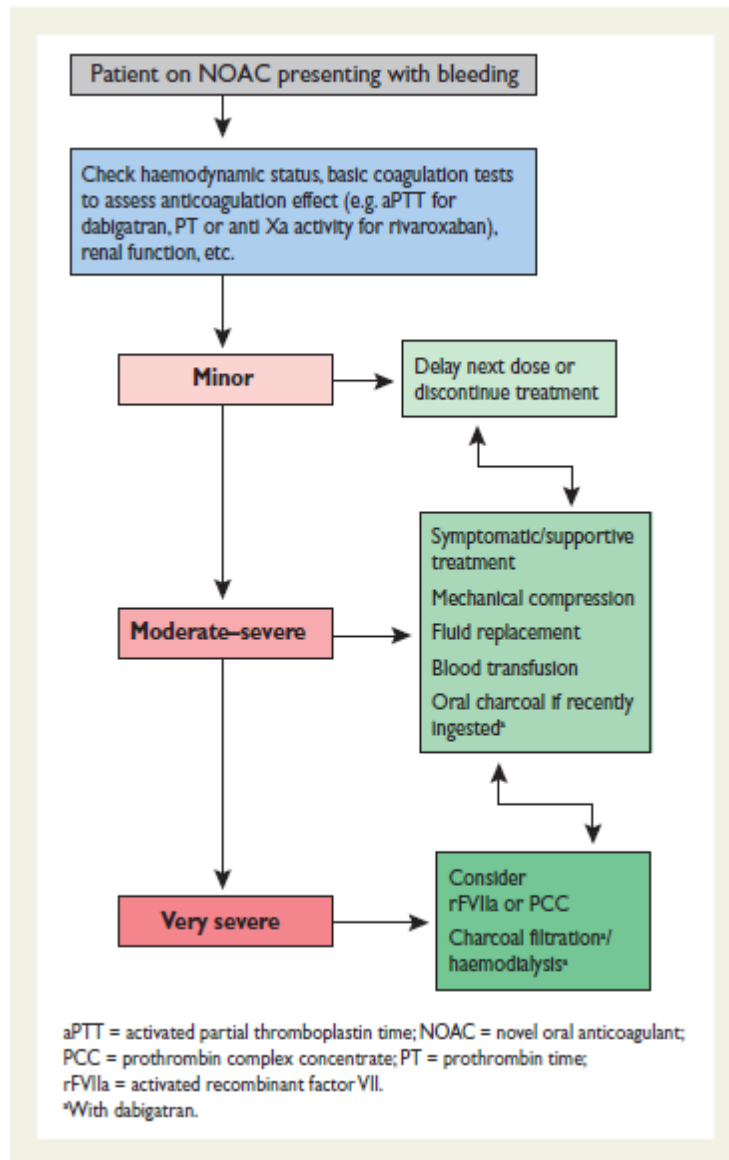 Patient on NOAC presenting with bleeding
Check haemodynamic status, basic coagulation tests
to assess anticoagulation effect (e.g. aPTT for
dabigatran, PT or anti Xa activity for rivaroxaban),
renal function, etc.
Minor
Delay next dose or
discontinue treatment
Moderate–severe
Symptomatic/supportive
treatment
Mechanical compression
Fluid replacement
Blood transfusion
Oral charcoal if recently
ingestedᵃ
Very severe
Consider
rFVIIa or PCC
Charcoal filtrationᵃ/
haemodialysisᵃ
aPTT = activated partial thromboplastin time; NOAC = novel oral anticoagulant;
PCC = prothrombin complex concentrate; PT = prothrombin time;
rFVIIa = activated recombinant factor VII.
ᵃWith dabigatran.